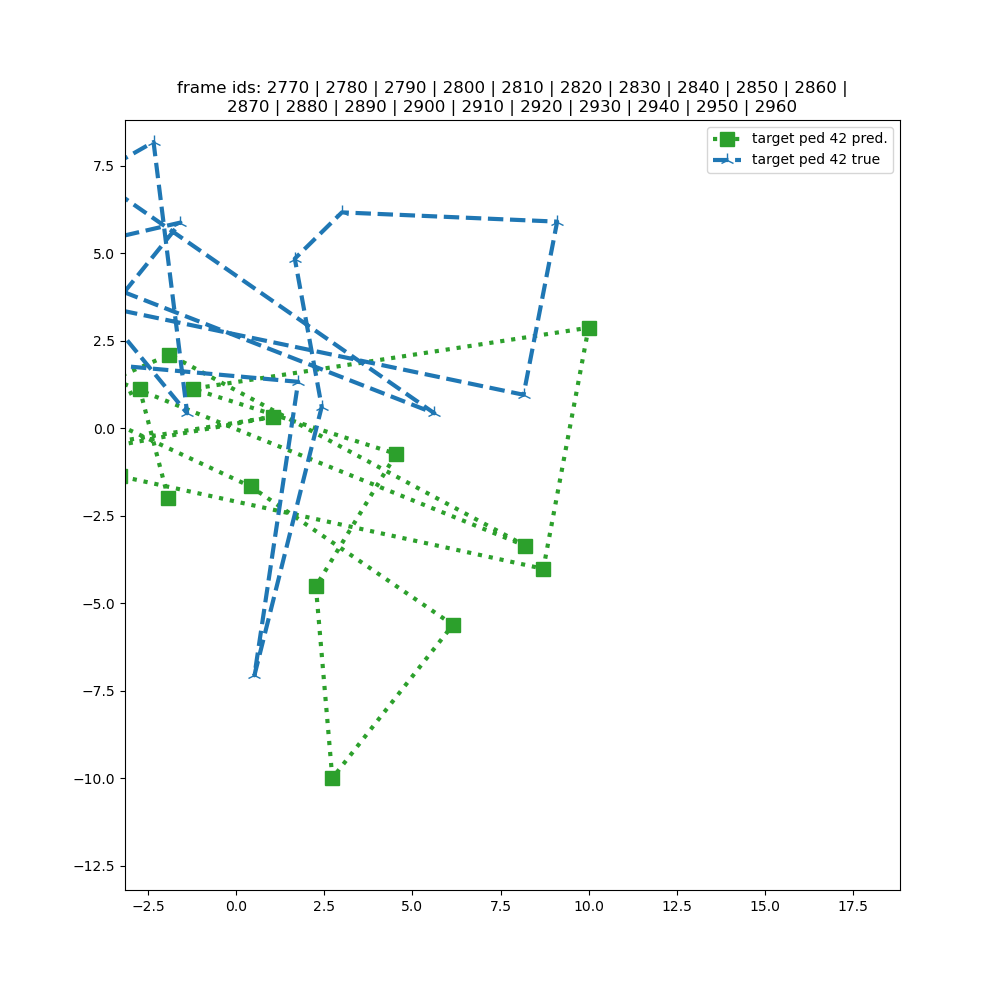 frame ids: 2770 | 2780 | 2790 | 2800 | 2810 | 2820 | 2830 | 2840 | 2850 | 2860 |
2870 | 2880 | 2890 | 2900 | 2910 | 2920 | 2930 | 2940 | 2950 | 2960
target ped 42 pred.
target ped 42 true
7.5
5.0
2.5
0.0
−2.5
−5.0
−7.5
−10.0
−12.5
−2.5 0.0 2.5 5.0 7.5 10.0 12.5 15.0 17.5